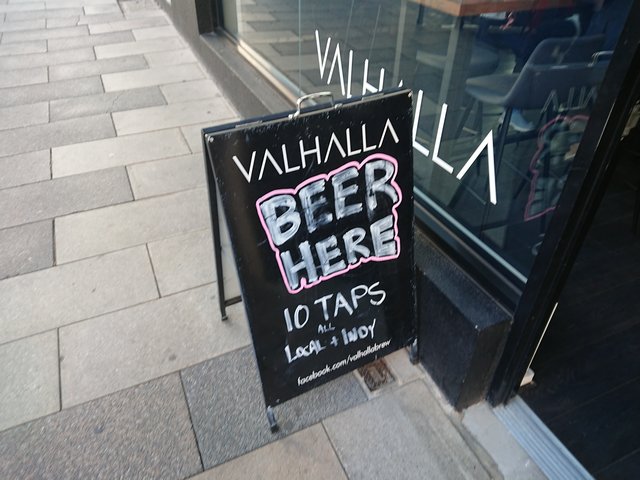 VALHALLA
VALHALLA
BEER
HERE
10 TAPS
ALL
LOCAL + INDY
facebook.com/valhallabrew